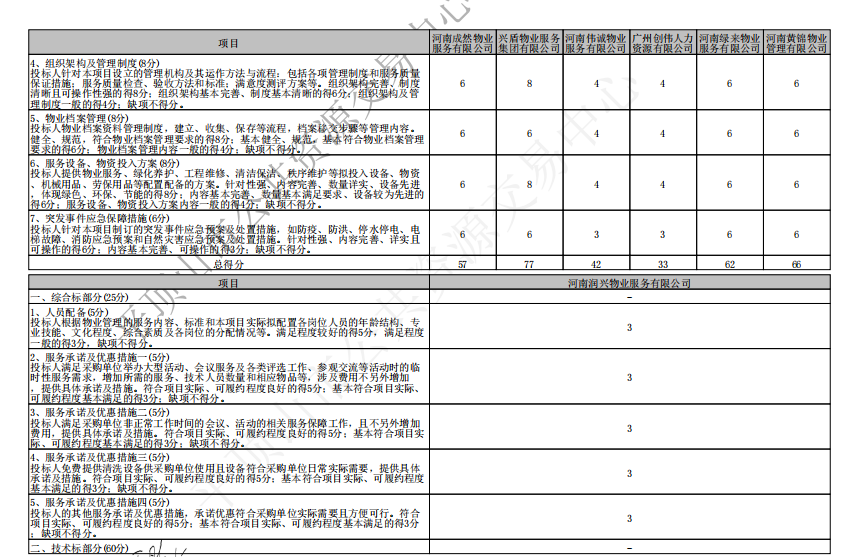 项目 河南成然物业服务有限公司 兴盾物业服务集团有限公司 河南伟诚物业服务有限公司 广州创伟人力资源有限公司 河南绿来物业服务有限公司 河南黄锦物业管理有限公司
4、组织架构及管理制度(8分)
投标人针对本项目设立的管理机构及其运作方法与流程：包括各项管理制度和服务质量
保证措施；服务质量检查、验收方法和标准；满意度测评方案等。组织架构完善、制度
清晰且可操作性强的得8分；组织架构基本完善、制度基本清晰的得6分；组织架构及管
理制度一般的得4分；缺项不得分。
6 8 4 4 6 6
5、物业档案管理(8分)
投标人物业档案资料管理制度，建立、收集、保存等流程，档案移交步骤等管理内容。
健全、规范，符合物业档案管理要求的得8分；基本健全、规范，基本符合物业档案管理
要求的得6分；物业档案管理内容一般的得4分；缺项不得分。
6 6 4 4 6 6
6、服务设备、物资投入方案(8分)
投标人提供物业服务、绿化养护、工程维修、清洁保洁、秩序维护等拟投入设备、物资
、机械用品、劳保用品等配置配备的方案。针对性强、内容完善、数量详实、设备先进
，体现绿色、环保、节能的得8分；内容基本完善、数量基本满足要求、设备较为先进的
得6分；服务设备、物资投入方案内容一般的得4分；缺项不得分。
6 8 4 4 6 6
7、突发事件应急保障措施(6分)
投标人针对本项目制订的突发事件应急预案及处置措施，如防疫、防洪、停水停电、电
梯故障、消防应急预案和自然灾害应急预案及处置措施。针对性强、内容完善、详实且
可操作的得6分；内容基本完善、可操作的得3分；缺项不得分。
6 6 3 3 6 6
总得分 57 77 42 33 62 66
项目 河南润兴物业服务有限公司
一、综合标部分(25分) -
1、人员配备(5分)
投标人根据物业管理的服务内容、标准和本项目实际拟配置各岗位人员的年龄结构、专
业技能、文化程度、综合素质及各岗位的分配情况等。满足程度较好的得5分，满足程度
一般的得3分，缺项不得分。
3
2、服务承诺及优惠措施一(5分)
投标人满足采购单位举办大型活动、会议服务及各类评选工作、参观交流等活动时的临
时性服务需求，增加所需的服务、技术人员数量和相应物品等，涉及费用不另外增加
，提供具体承诺及措施。符合项目实际、可履约程度良好的得5分；基本符合项目实际、
可履约程度基本满足的得3分；缺项不得分。
3
3、服务承诺及优惠措施二(5分)
投标人满足采购单位非正常工作时间的会议、活动的相关服务保障工作，且不另外增加
费用，提供具体承诺及措施。符合项目实际、可履约程度良好的得5分；基本符合项目实
际、可履约程度基本满足的得3分；缺项不得分。
3
4、服务承诺及优惠措施三(5分)
投标人免费提供清洗设备供采购单位使用且设备符合采购单位日常实际需要，提供具体
承诺及措施。符合项目实际、可履约程度良好的得5分；基本符合项目实际、可履约程度
基本满足的得3分；缺项不得分。
3
5、服务承诺及优惠措施四(5分)
投标人的其他服务承诺及优惠措施，承诺优惠符合采购单位实际需要且方便可行。符合
项目实际、可履约程度良好的得5分；基本符合项目实际、可履约程度基本满足的得3分
；缺项不得分。
3
二、技术标部分(60分) -
平顶山市公共资源交易中心
平顶山市公共资源交易中心